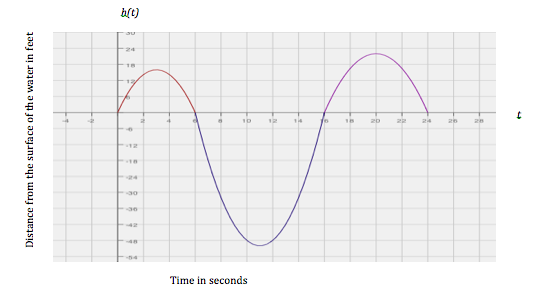 h(t)
Distance from the surface of the water in feet
30
24
18
12
6
-4 -2 2 4 6 8 10 12 14 16 18 20 22 24 26 28
t
-6
-12
-18
-24
-30
-36
-42
-48
-54
Time in seconds